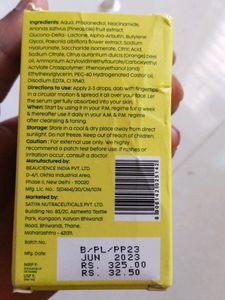 Ingredients: Aqua, Propanediol, Niacinamide,
Ananas sativus (Pineapple) fruit extract,
Glucono-Delta- Lactone, Alpha-Arbutin, Butylene
Glycol, Paeonia albiflora flower extract, Sodium
Hyaluronate, Saccharide Isomerate, Citric Acid,
Sodium Citrate, Citrus aurantium dulcis (Orange) peel
oil, Ammonium Acryloyldimethyltaurate/Carboxyethyl
Acrylate Crosspolymer, Phenoxyethanol (and)
Ethylhexylglycerin, PEG-40 Hydrogenated Castor oil,
Disodium EDTA, CI 19140.
Directions to Use: Apply 2-3 drops, dab with fingertips
in a circular motion & spread it all over your face. Let
the serum get fully absorbed into your skin.
When: Start by using it in your P.M. regime for a week
& thereafter use it daily in your A.M. & P.M. regime
after cleansing & toning.
Storage: Store in a cool & dry place away from direct
sunlight. Do not freeze. Keep out of reach of children.
Caution: For external use only. We highly
recommend a patch test before use. If rashes or
irritation occur, consult a doctor.
Manufactured By:
BEAUSCIENCE INDIA PVT. LTD.
D-4/1, Okhla Industrial Area,
Phase II, New Delhi - 110020
Mfg. Lic. No.:
Marketed By:
SATIYA NUTRACEUTICALS PVT. LTD.
Building No. 83/2C, Asmeeta Textile
Park, Kongaon, Kalyan Bhiwandi
Road, Bhiwandi, Thane,
Maharashtra - 421311.
Batch No.:
Mfg. Date:
B/PL/PP23
JUN 2023
RS. 325.00
RS. 32.50